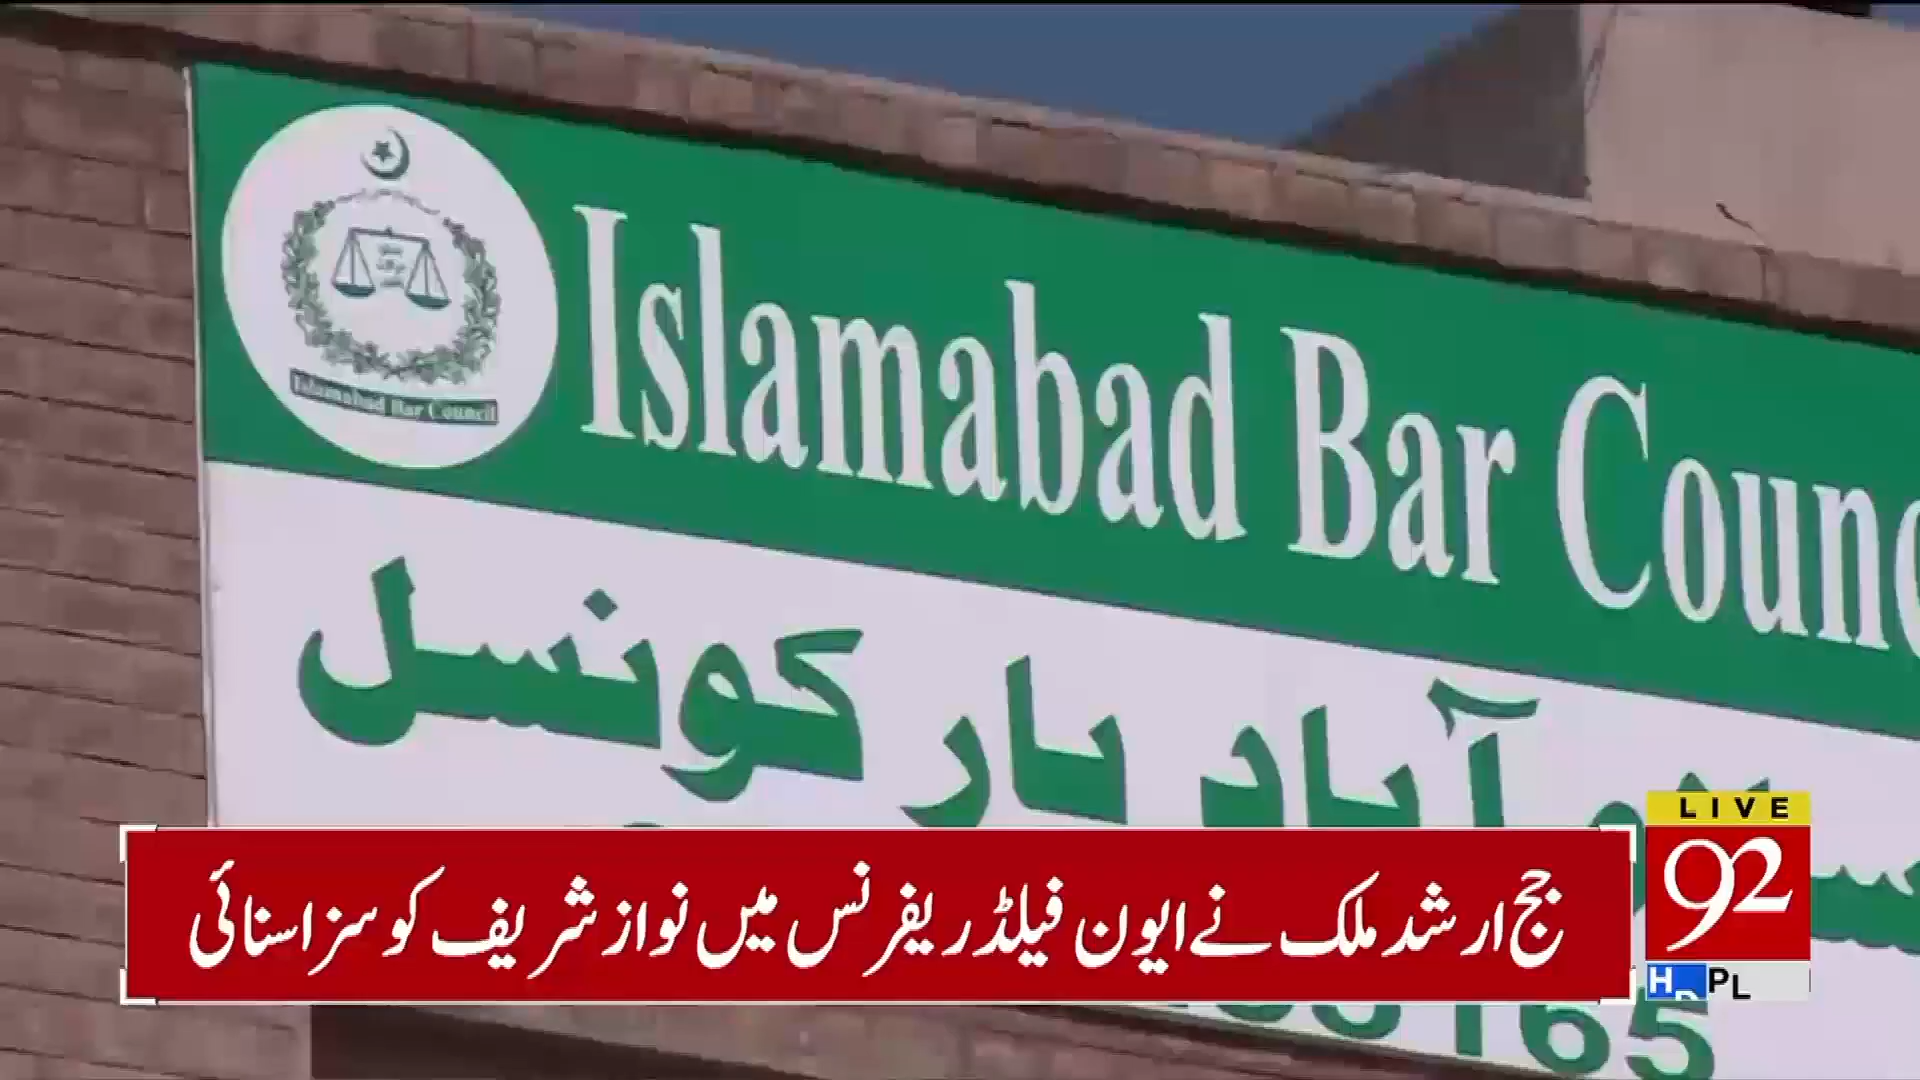 Islamabad Bar Council
Islamabad Bar Counc
آباد بار کونسل
LIVE
92
جج ارشد ملک نے ایون فیلڈ ریفرنس میں نواز شریف کو سزا سنائی
HD PL
165